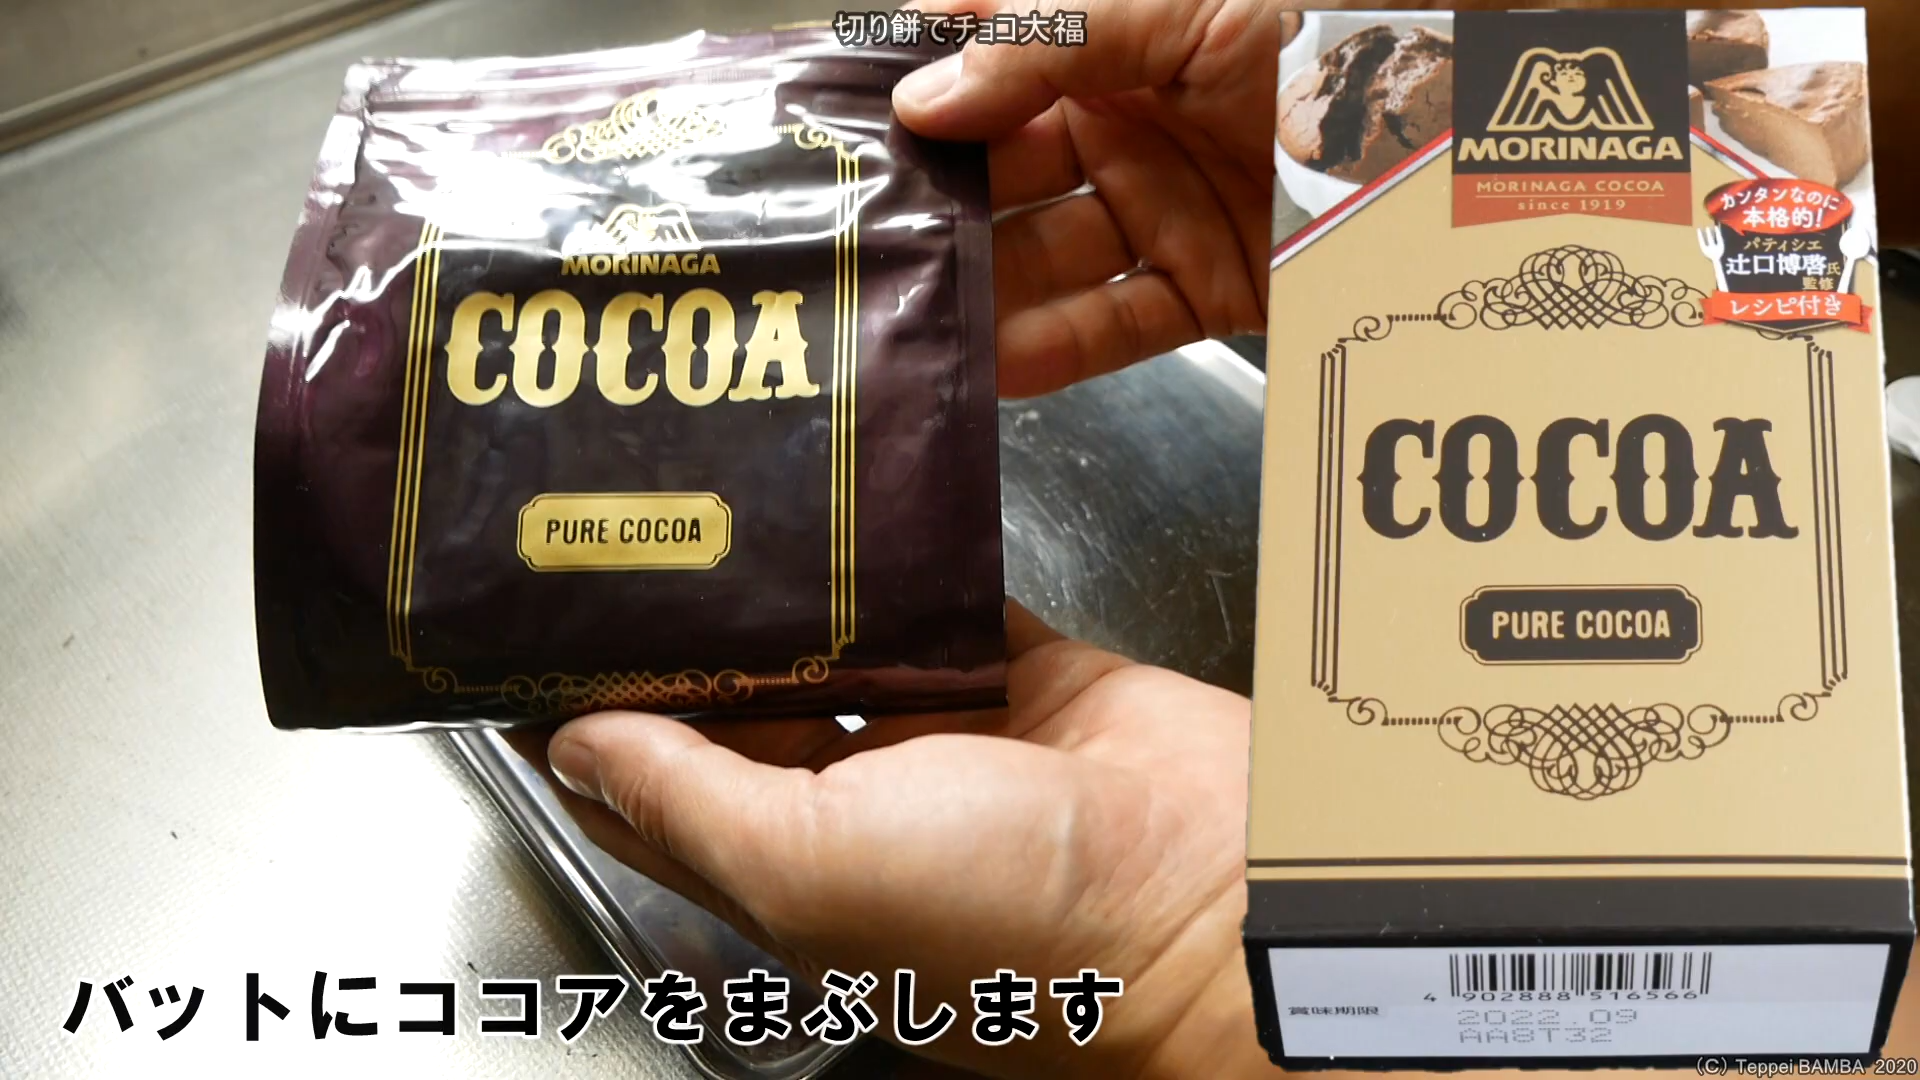 切り餅でチョコ大福
MORINAGA
COCOA
PURE COCOA
MORINAGA
MORINAGA COCOA
since 1919
カンタンなのに
本格的!
パティシエ
辻口博啓氏
監修
レシピ付き
COCOA
PURE COCOA
4 902888 516566
賞味期限
2022.09
AA8T32
バットにココアをまぶします
(C) Teppei BAMBA 2020